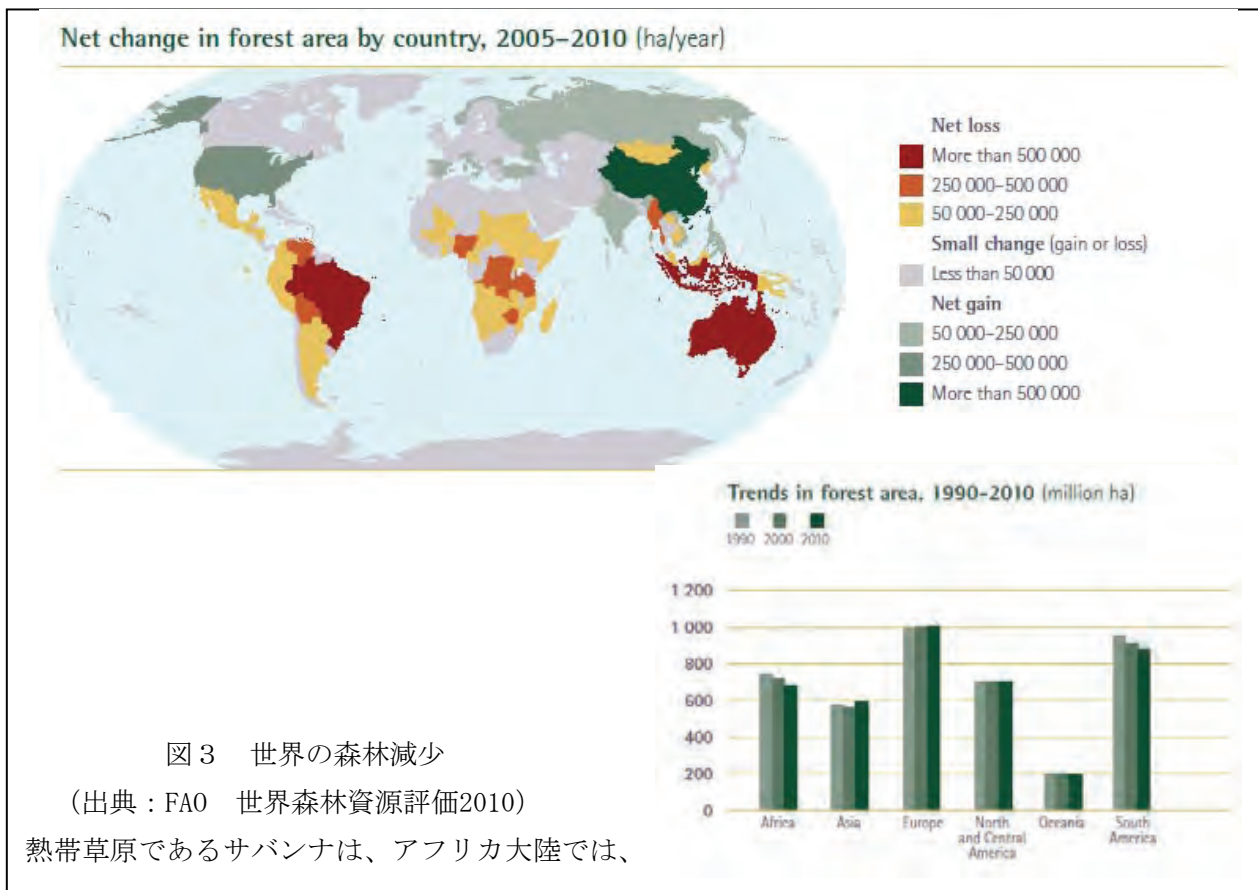 Net change in forest area by country, 2005–2010 (ha/year)
Net loss
More than 500 000
250 000–500 000
50 000–250 000
Small change (gain or loss)
Less than 50 000
Net gain
50 000–250 000
250 000–500 000
More than 500 000
Trends in forest area, 1990–2010 (million ha)
1990 2000 2010
1 200
1 000
800
600
400
200
0
Africa
Asia
Europe
North
and Central
America
Oceania
South
America
図３　世界の森林減少
（出典：FAO　世界森林資源評価2010）
熱帯草原であるサバンナは、アフリカ大陸では、